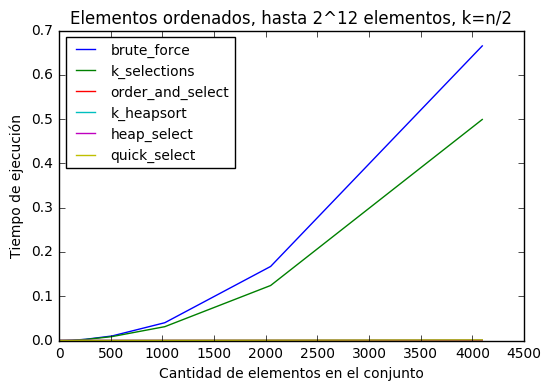 Elementos ordenados, hasta 2^12 elementos, k=n/2
0.7
0.6
0.5
0.4
0.3
0.2
0.1
0.0
Tiempo de ejecución
brute_force
k_selections
order_and_select
k_heapsort
heap_select
quick_select
0 500 1000 1500 2000 2500 3000 3500 4000 4500
Cantidad de elementos en el conjunto